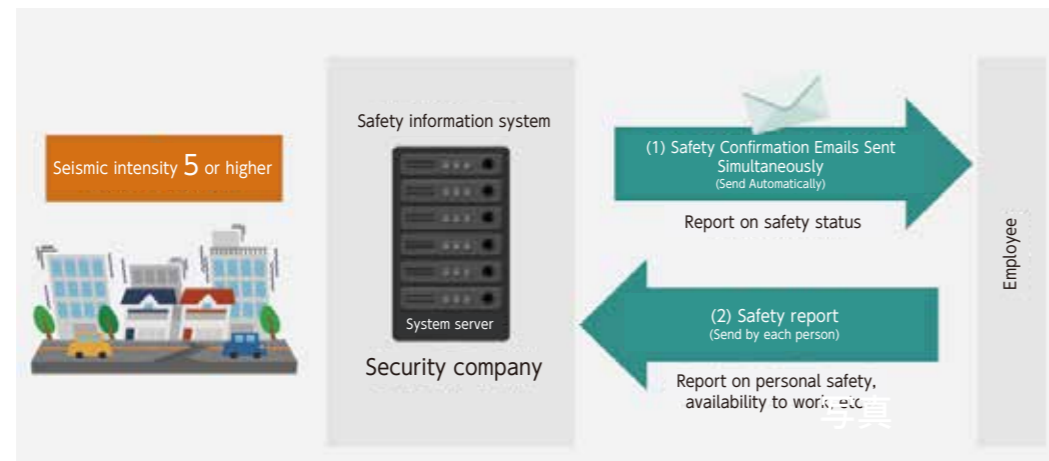 Seismic intensity 5 or higher
Safety information system
System server
Security company
(1) Safety Confirmation Emails Sent
Simultaneously
(Send Automatically)
Report on safety status
(2) Safety report
(Send by each person)
Report on personal safety,
availability to work, etc
写真
Employee